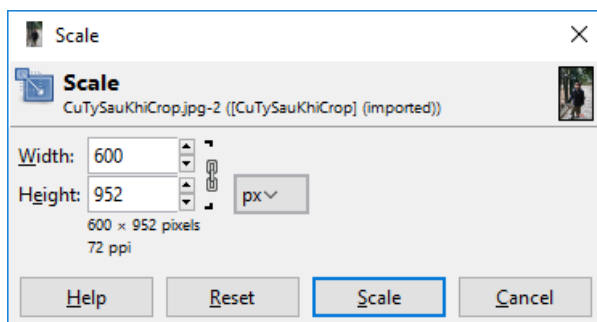 Scale
Scale
CuTySauKhiCrop.jpg-2 ([CuTySauKhiCrop] (imported))
Width: 600
Height: 952 px
600 × 952 pixels
72 ppi
Help Reset Scale Cancel